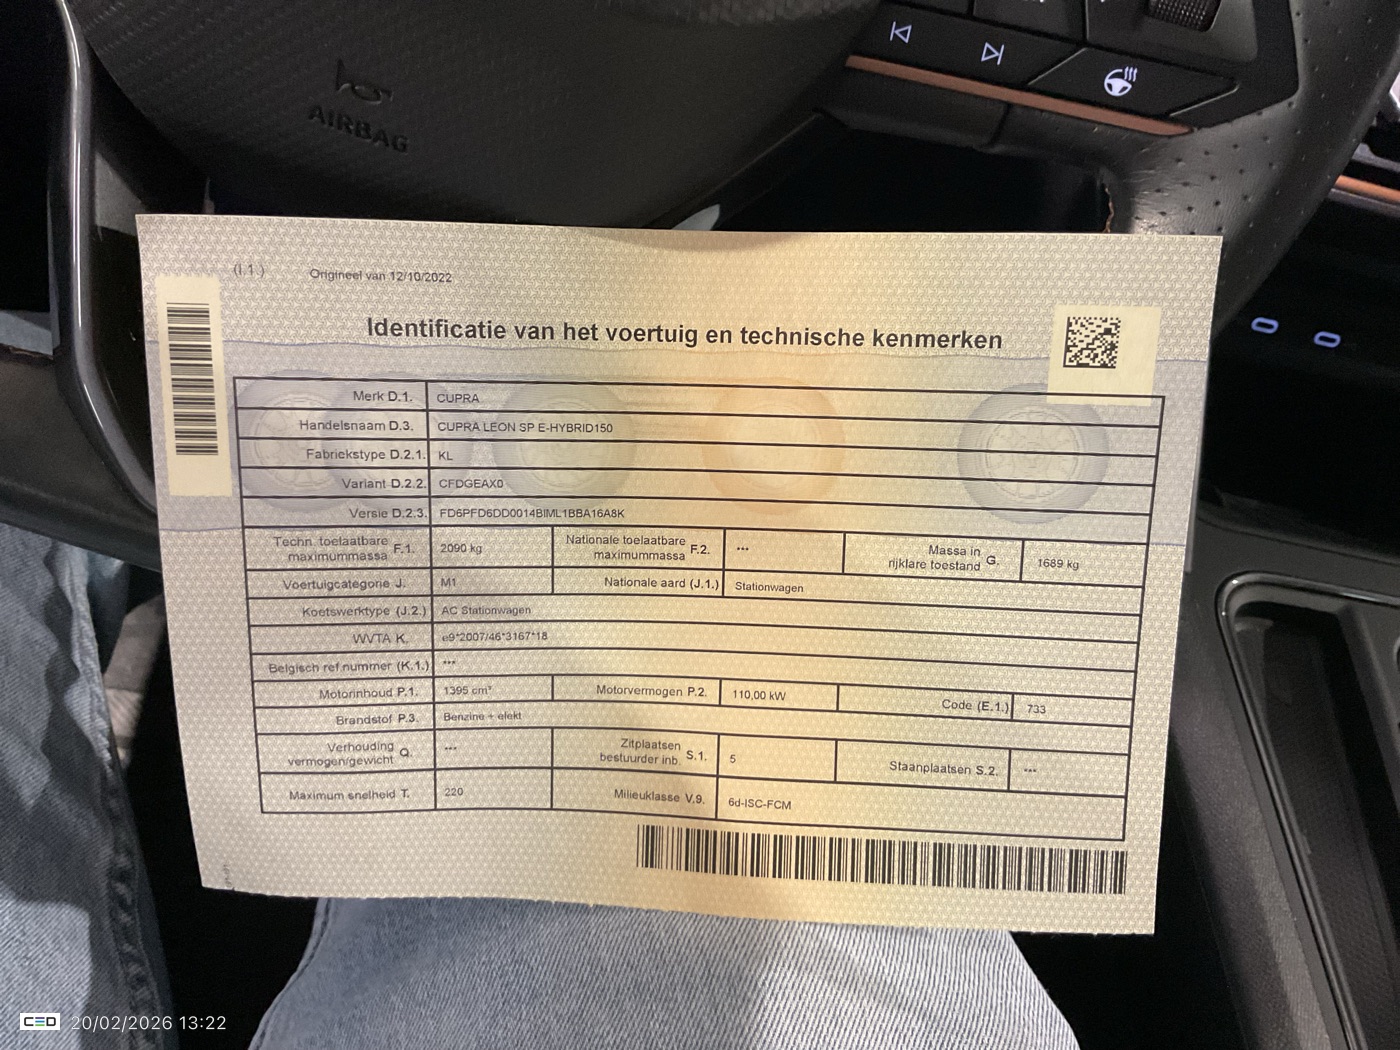 AIRBAG
(I.1.) Origineel van 12/10/2022
Identificatie van het voertuig en technische kenmerken
Merk D.1. CUPRA
Handelsnaam D.3. CUPRA LEON SP E-HYBRID150
Fabriekstype D.2.1. KL
Variant D.2.2. CFDGEAX0
Versie D.2.3. FD6PFD6DD0014BIML1BBA16A8K
Techn. toelaatbare maximummassa F.1. 2090 kg Nationale toelaatbare maximummassa F.2. *** Massa in rijklare toestand G. 1689 kg
Voertuigcategorie J. M1 Nationale aard (J.1.) Stationwagen
Koetswerktype (J.2.) AC Stationwagen
WVTA K. e9*2007/46*3167*18
Belgisch ref.nummer (K.1.) ***
Motorinhoud P.1. 1395 cm³ Motorvermogen P.2. 110,00 kW Code (E.1.) 733
Brandstof P.3. Benzine + elekt
Verhouding vermogen/gewicht Q. *** Zitplaatsen bestuurder inb. S.1. 5 Staanplaatsen S.2. ***
Maximum snelheid T. 220 Milieuklasse V.9. 6d-ISC-FCM
CED 20/02/2026 13:22